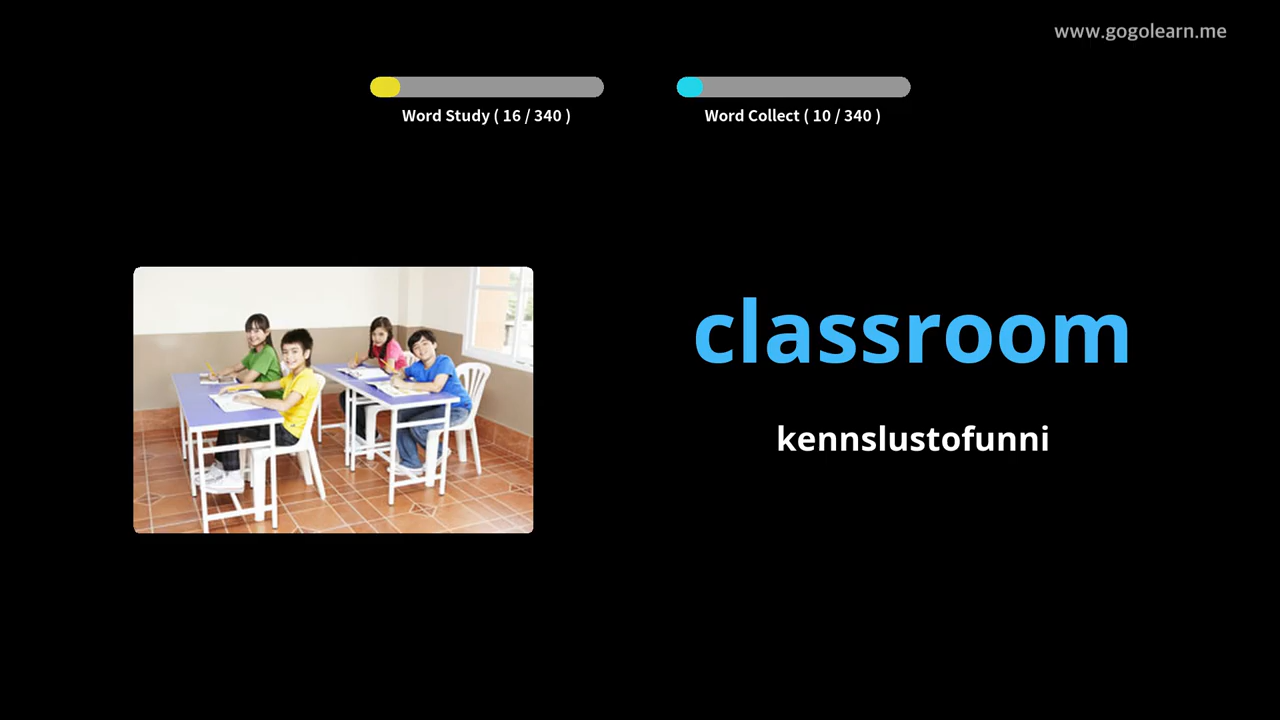 www.gogolearn.me
Word Study ( 16 / 340 )
Word Collect ( 10 / 340 )
classroom
kennslustofunni